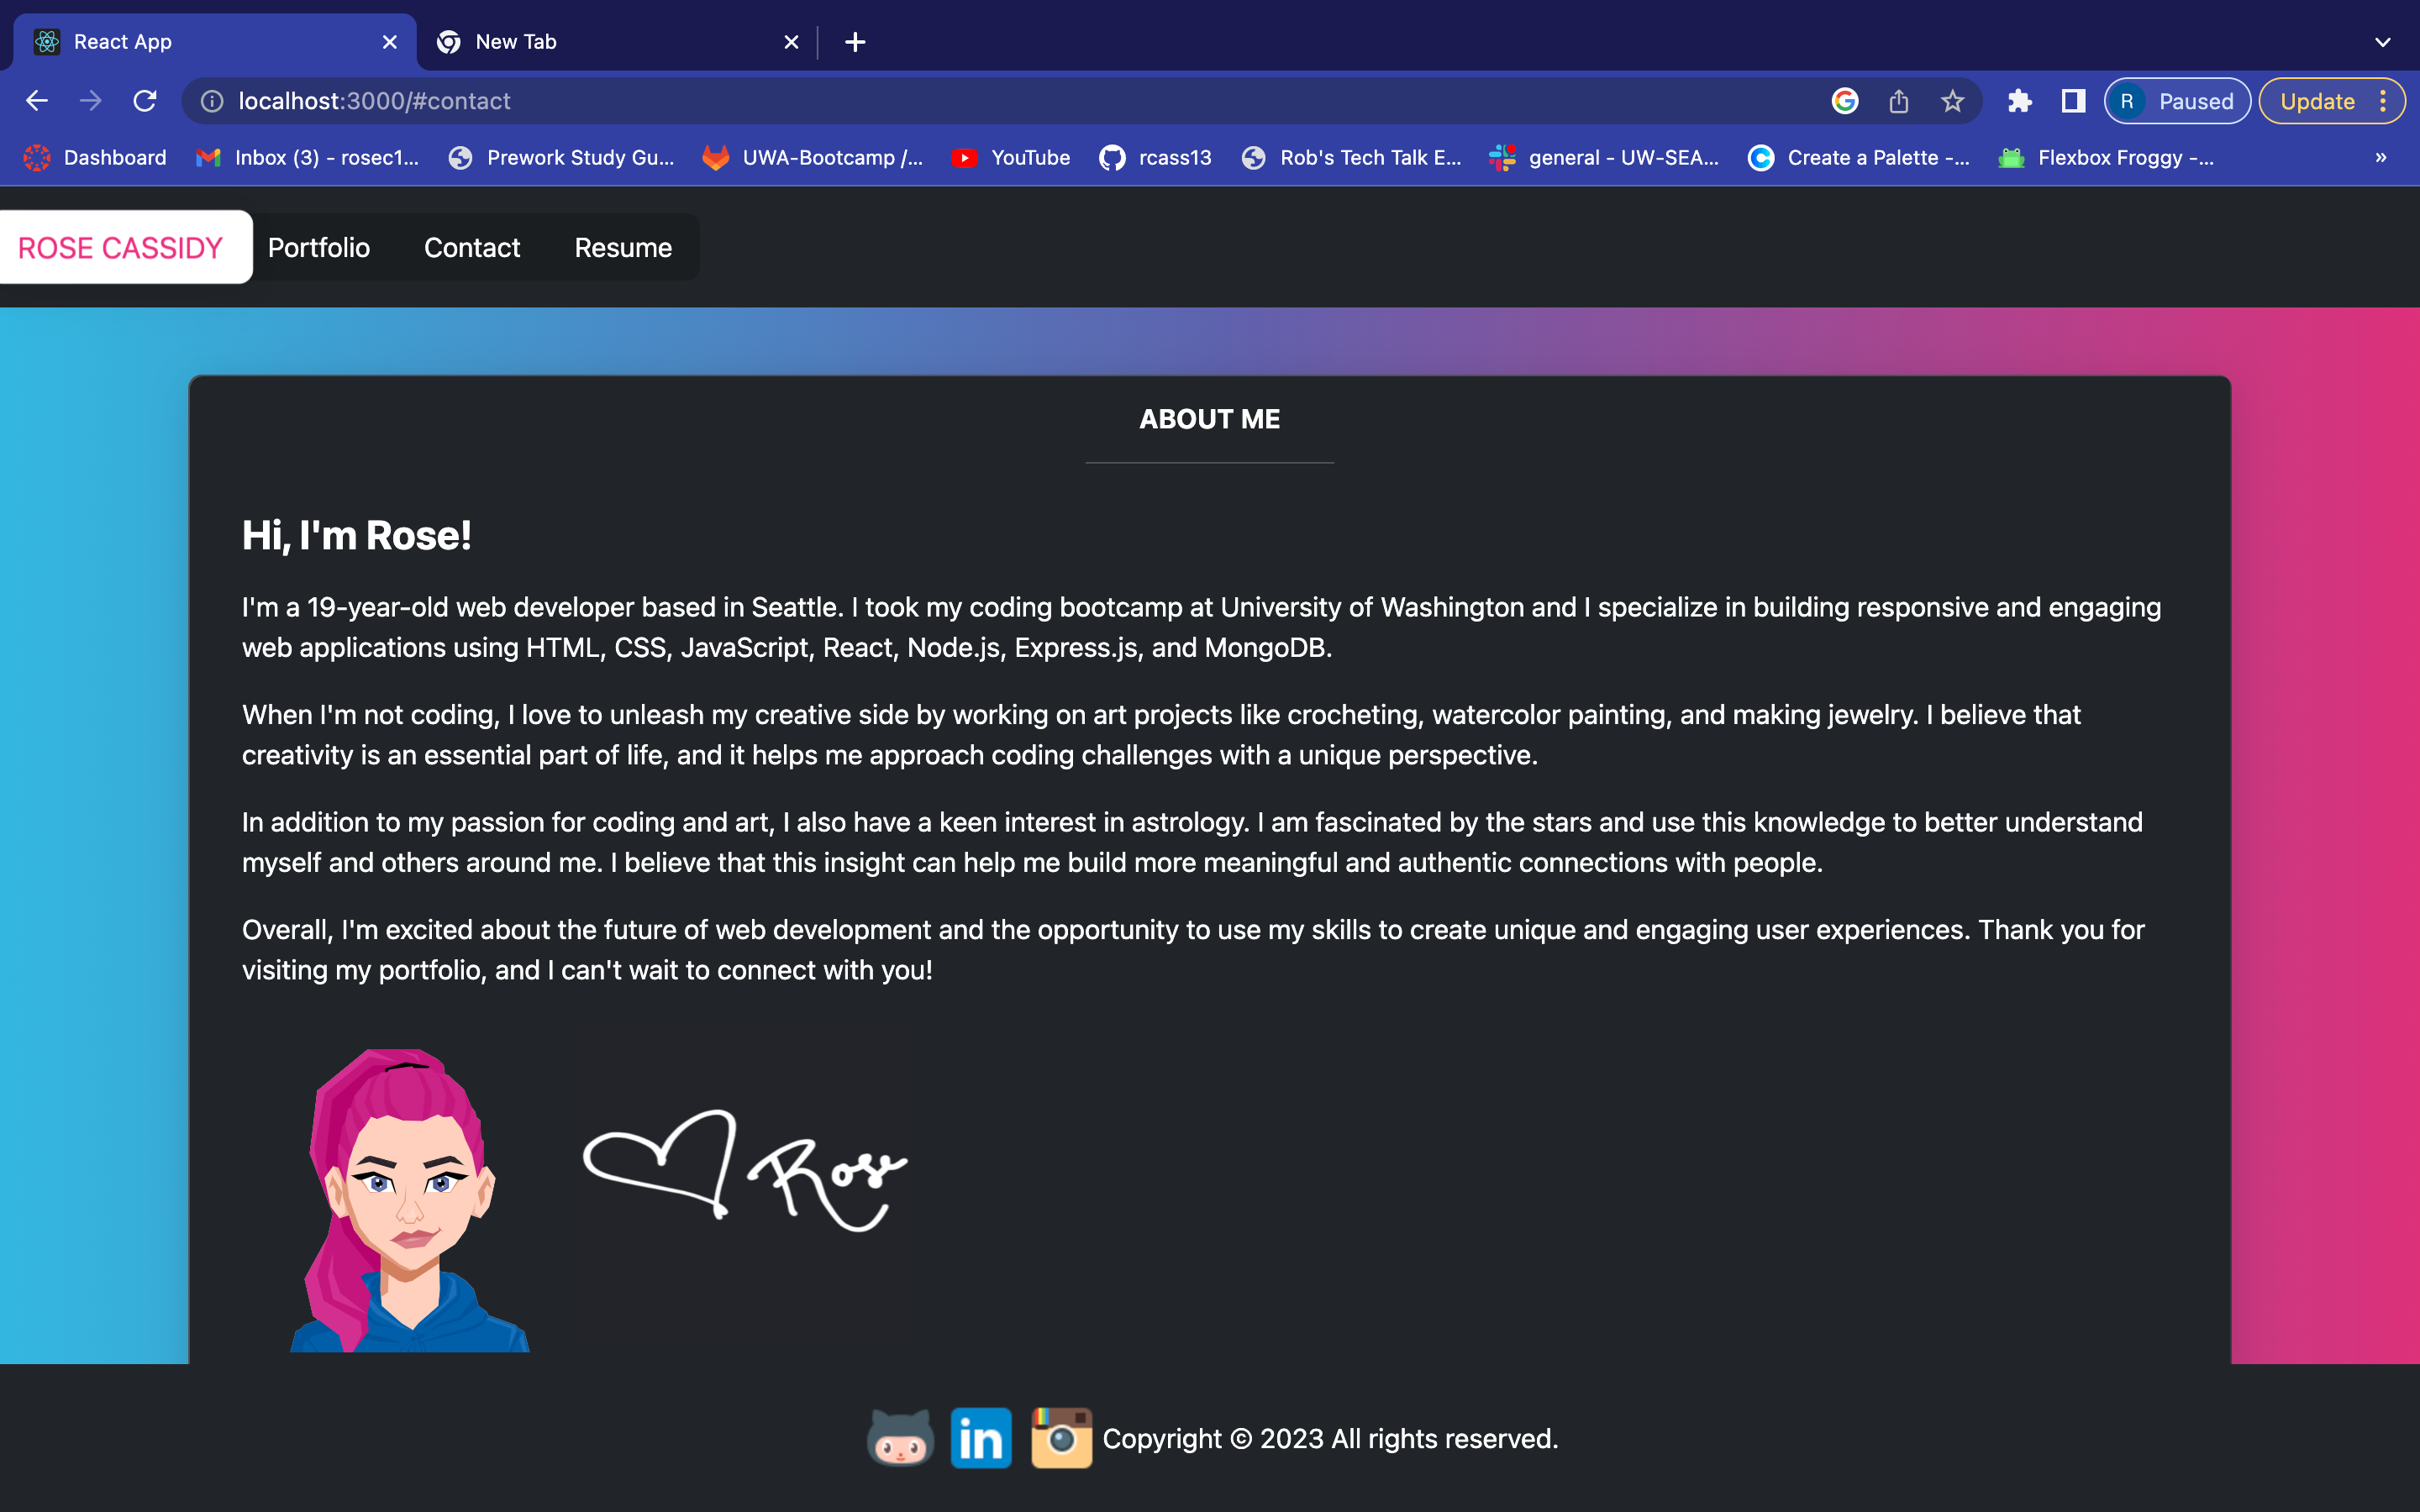 React App
New Tab
localhost:3000/#contact
R Paused
Update
Dashboard
Inbox (3) - rosec1...
Prework Study Gu...
UWA-Bootcamp /...
YouTube
rcass13
Rob's Tech Talk E...
general - UW-SEA...
Create a Palette -...
Flexbox Froggy -...
»
ROSE CASSIDY
Portfolio
Contact
Resume
ABOUT ME
Hi, I'm Rose!
I'm a 19-year-old web developer based in Seattle. I took my coding bootcamp at University of Washington and I specialize in building responsive and engaging
web applications using HTML, CSS, JavaScript, React, Node.js, Express.js, and MongoDB.
When I'm not coding, I love to unleash my creative side by working on art projects like crocheting, watercolor painting, and making jewelry. I believe that
creativity is an essential part of life, and it helps me approach coding challenges with a unique perspective.
In addition to my passion for coding and art, I also have a keen interest in astrology. I am fascinated by the stars and use this knowledge to better understand
myself and others around me. I believe that this insight can help me build more meaningful and authentic connections with people.
Overall, I'm excited about the future of web development and the opportunity to use my skills to create unique and engaging user experiences. Thank you for
visiting my portfolio, and I can't wait to connect with you!
Rose
in
Copyright © 2023 All rights reserved.